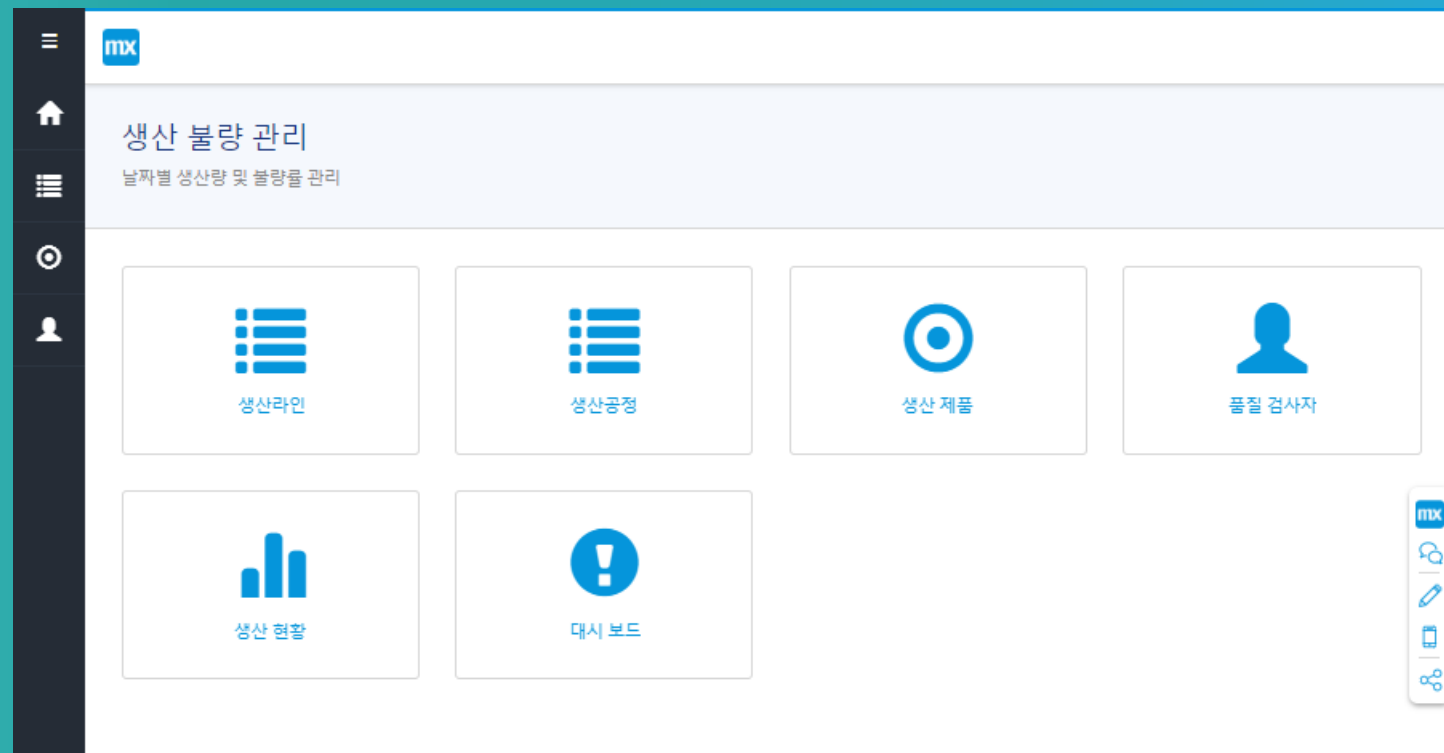 mx
생산 불량 관리
날짜별 생산량 및 불량률 관리
생산라인
생산공정
생산 제품
품질 검사자
생산 현황
대시 보드
mx